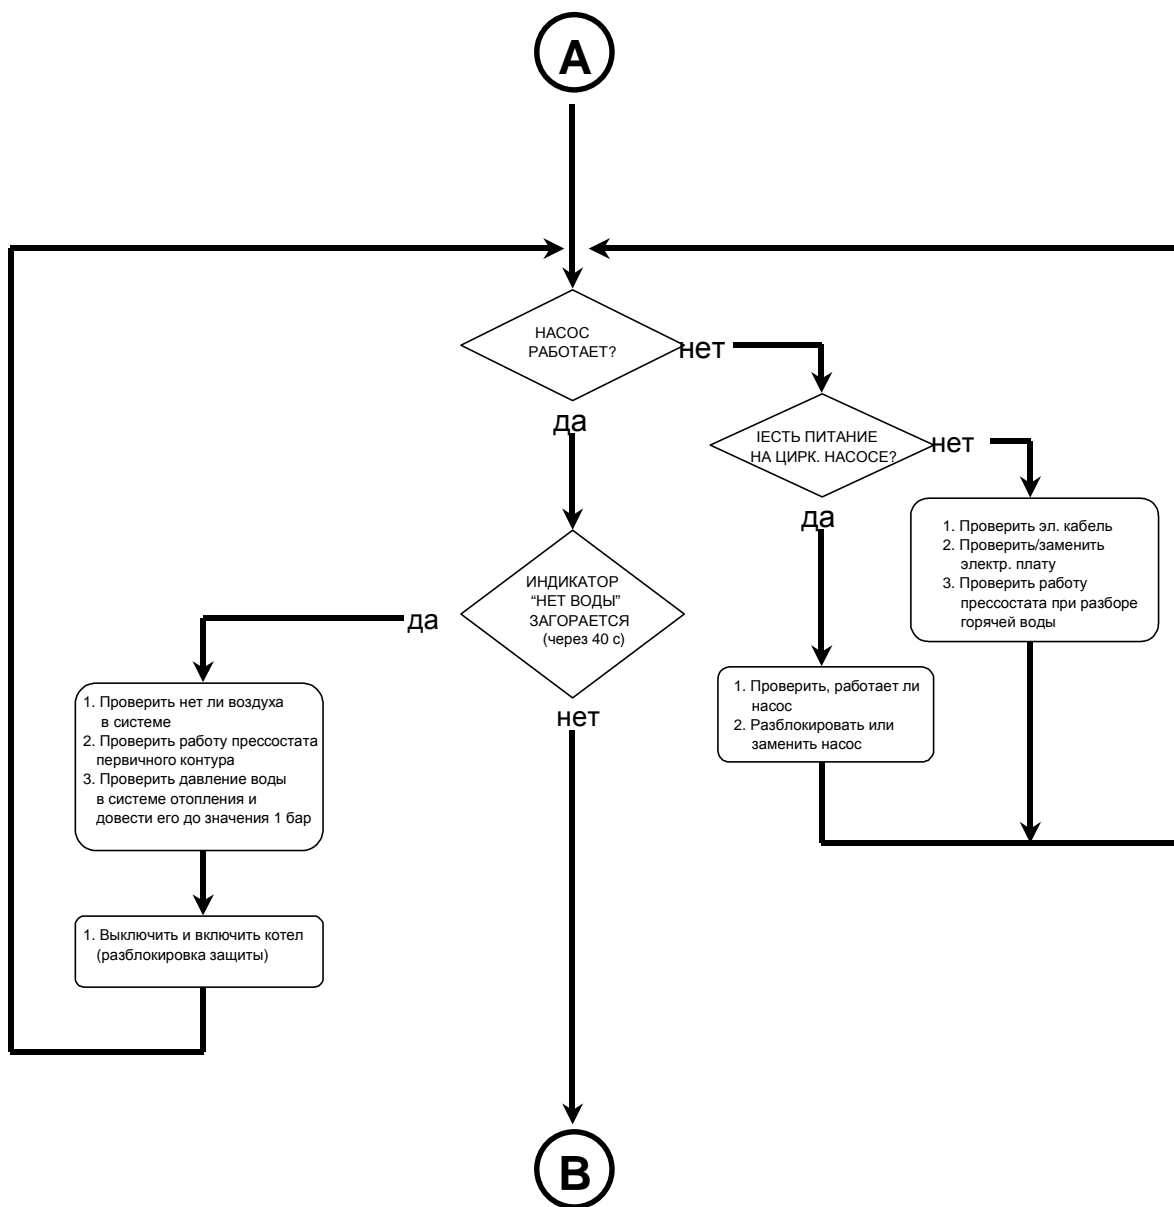 A
НАСОС
РАБОТАЕТ?
нет
да
IЕСТЬ ПИТАНИЕ
НА ЦИРК. НАСОСЕ?
нет
да
1. Проверить эл. кабель
2. Проверить/заменить
электр. плату
3. Проверить работу
прессостата при разборе
горячей воды
1. Проверить, работает ли
насос
2. Разблокировать или
заменить насос
ИНДИКАТОР
“НЕТ ВОДЫ”
ЗАГОРАЕТСЯ
(через 40 с)
да
нет
1. Проверить нет ли воздуха
в системе
2. Проверить работу прессостата
первичного контура
3. Проверить давление воды
в системе отопления и
довести его до значения 1 бар
1. Выключить и включить котел
(разблокировка защиты)
B